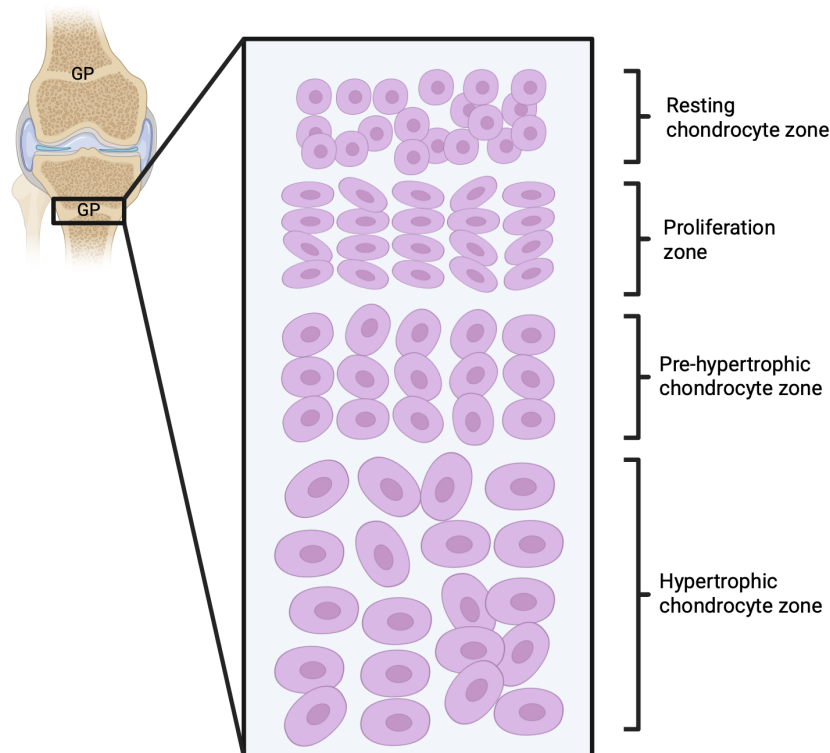 GP
GP
Resting
chondrocyte zone
Proliferation
zone
Pre-hypertrophic
chondrocyte zone
Hypertrophic
chondrocyte zone